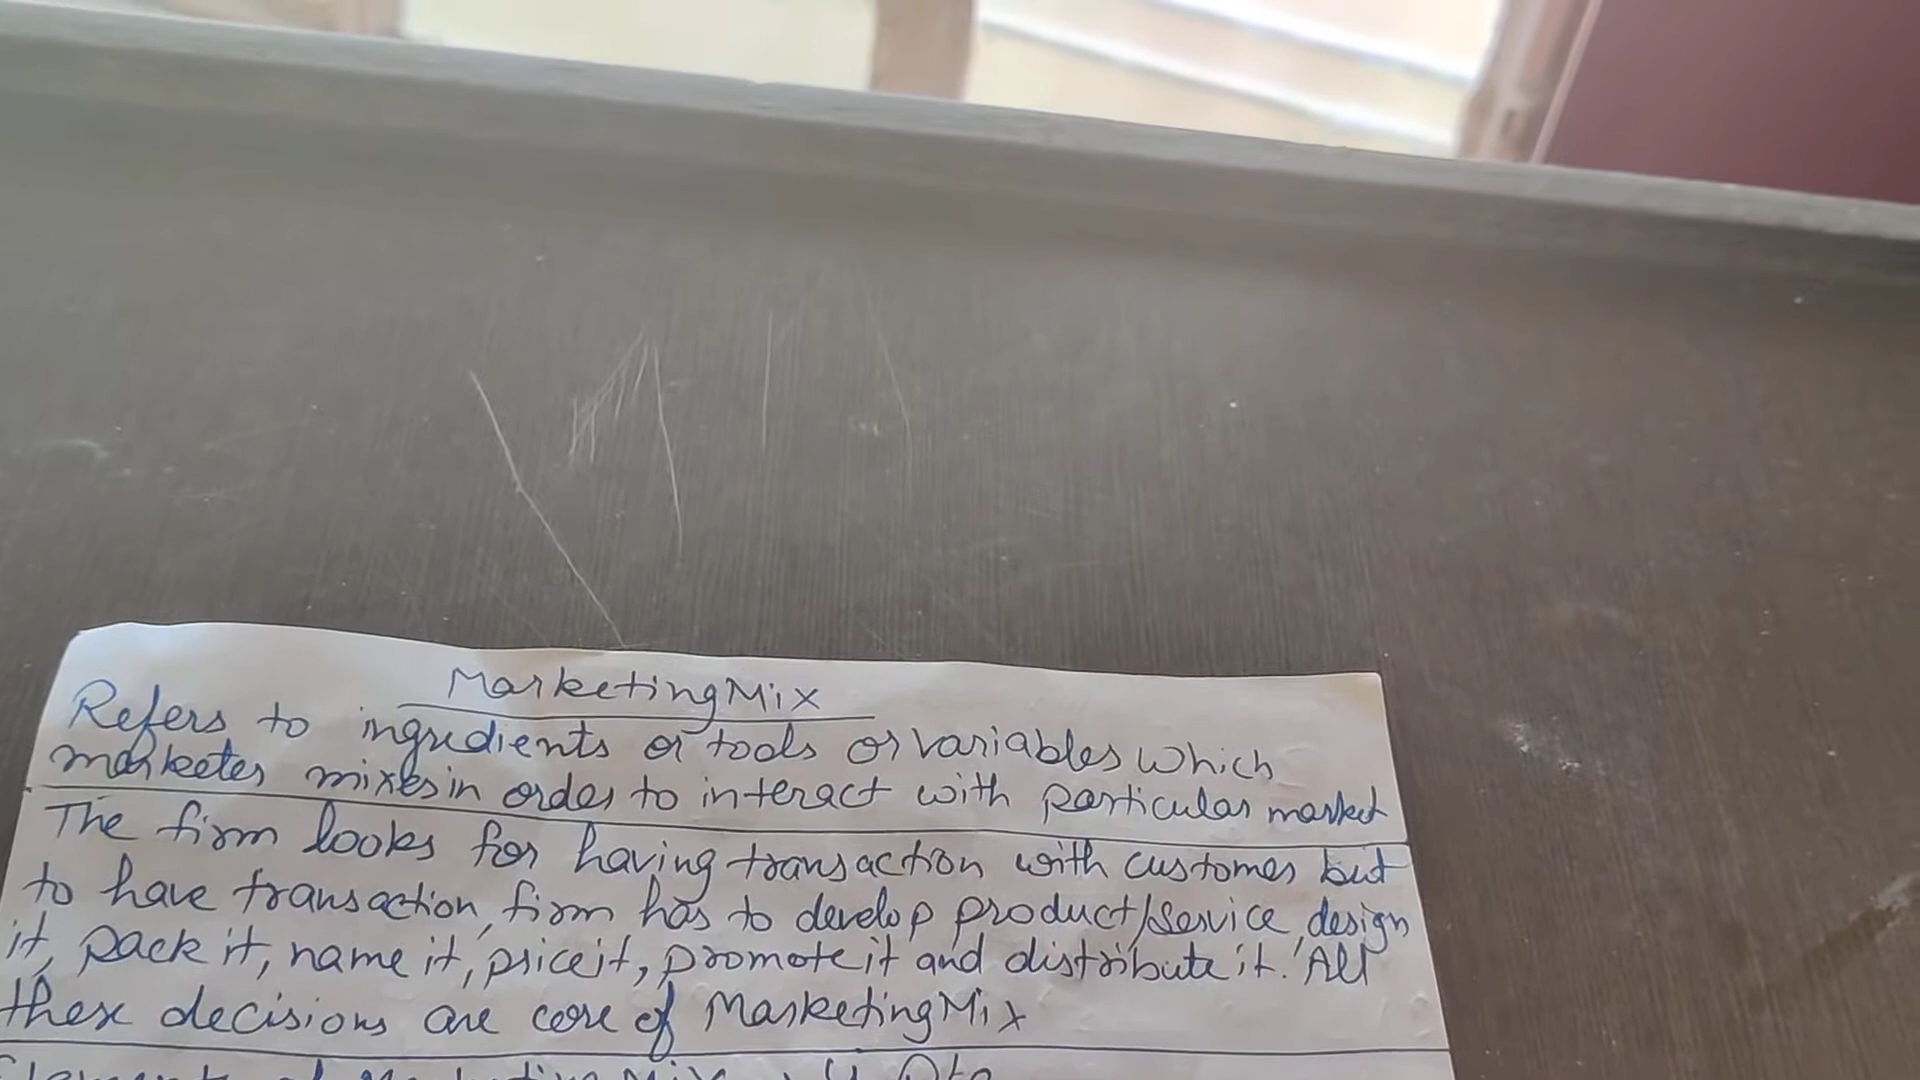 Marketing Mix
Refers to ingredients or tools or variables which
marketer mixes in order to interact with particular market
The firm looks for having transaction with customer but
to have transaction, firm has to develop product/service, design
it, pack it, name it, price it, promote it and distribute it. All
these decisions are core of Marketing Mix